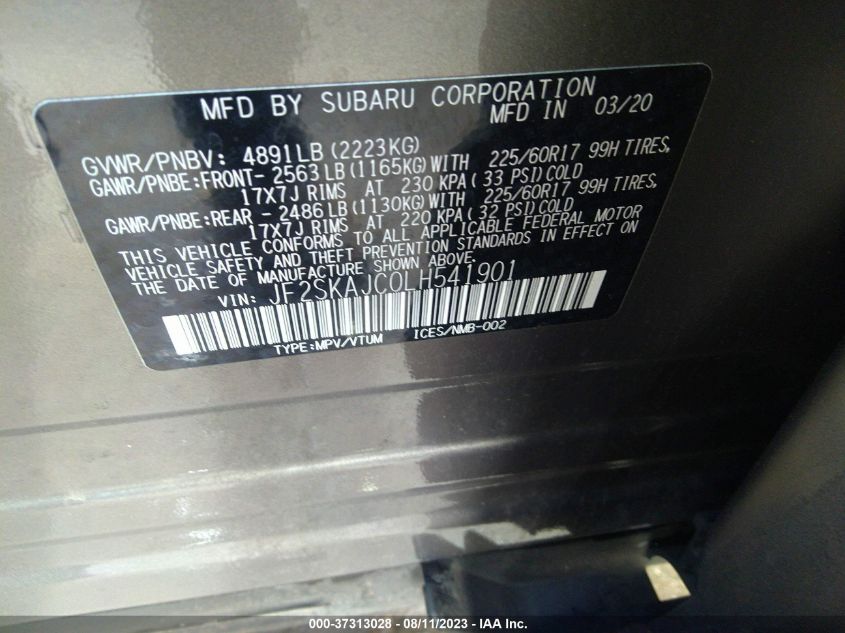 MFD BY SUBARU CORPORATION
MFD IN 03/20
GVWR/PNBV: 4891LB(2223KG)
GAWR/PNBE:FRONT- 2563LB(1165KG)WITH 225/60R17 99H TIRES,
17X7J RIMS AT 230 KPA(33 PSI)COLD
GAWR/PNBE:REAR - 2486LB(1130KG)WITH 225/60R17 99H TIRES,
17X7J RIMS AT 220 KPA(32 PSI)COLD
THIS VEHICLE CONFORMS TO ALL APPLICABLE FEDERAL MOTOR
VEHICLE SAFETY AND THEFT PREVENTION STANDARDS IN EFFECT ON
THE DATE OF MANUFACTURE SHOWN ABOVE.
VIN: JF2SKAJC0LH541901
TYPE:MPV/VTUM ICES/NMB-002
000-37313028 - 08/11/2023 - IAA Inc.